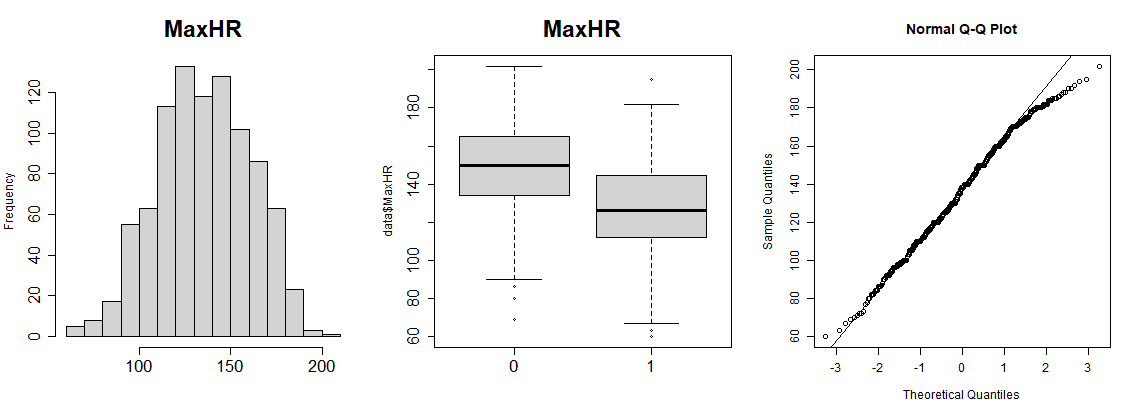 MaxHR
Frequency
0 20 40 60 80 100 120
100 150 200
MaxHR
data$MaxHR
60 80 100 140 180
0 1
Normal Q-Q Plot
Sample Quantiles
60 80 100 120 140 160 180 200
-3 -2 -1 0 1 2 3
Theoretical Quantiles